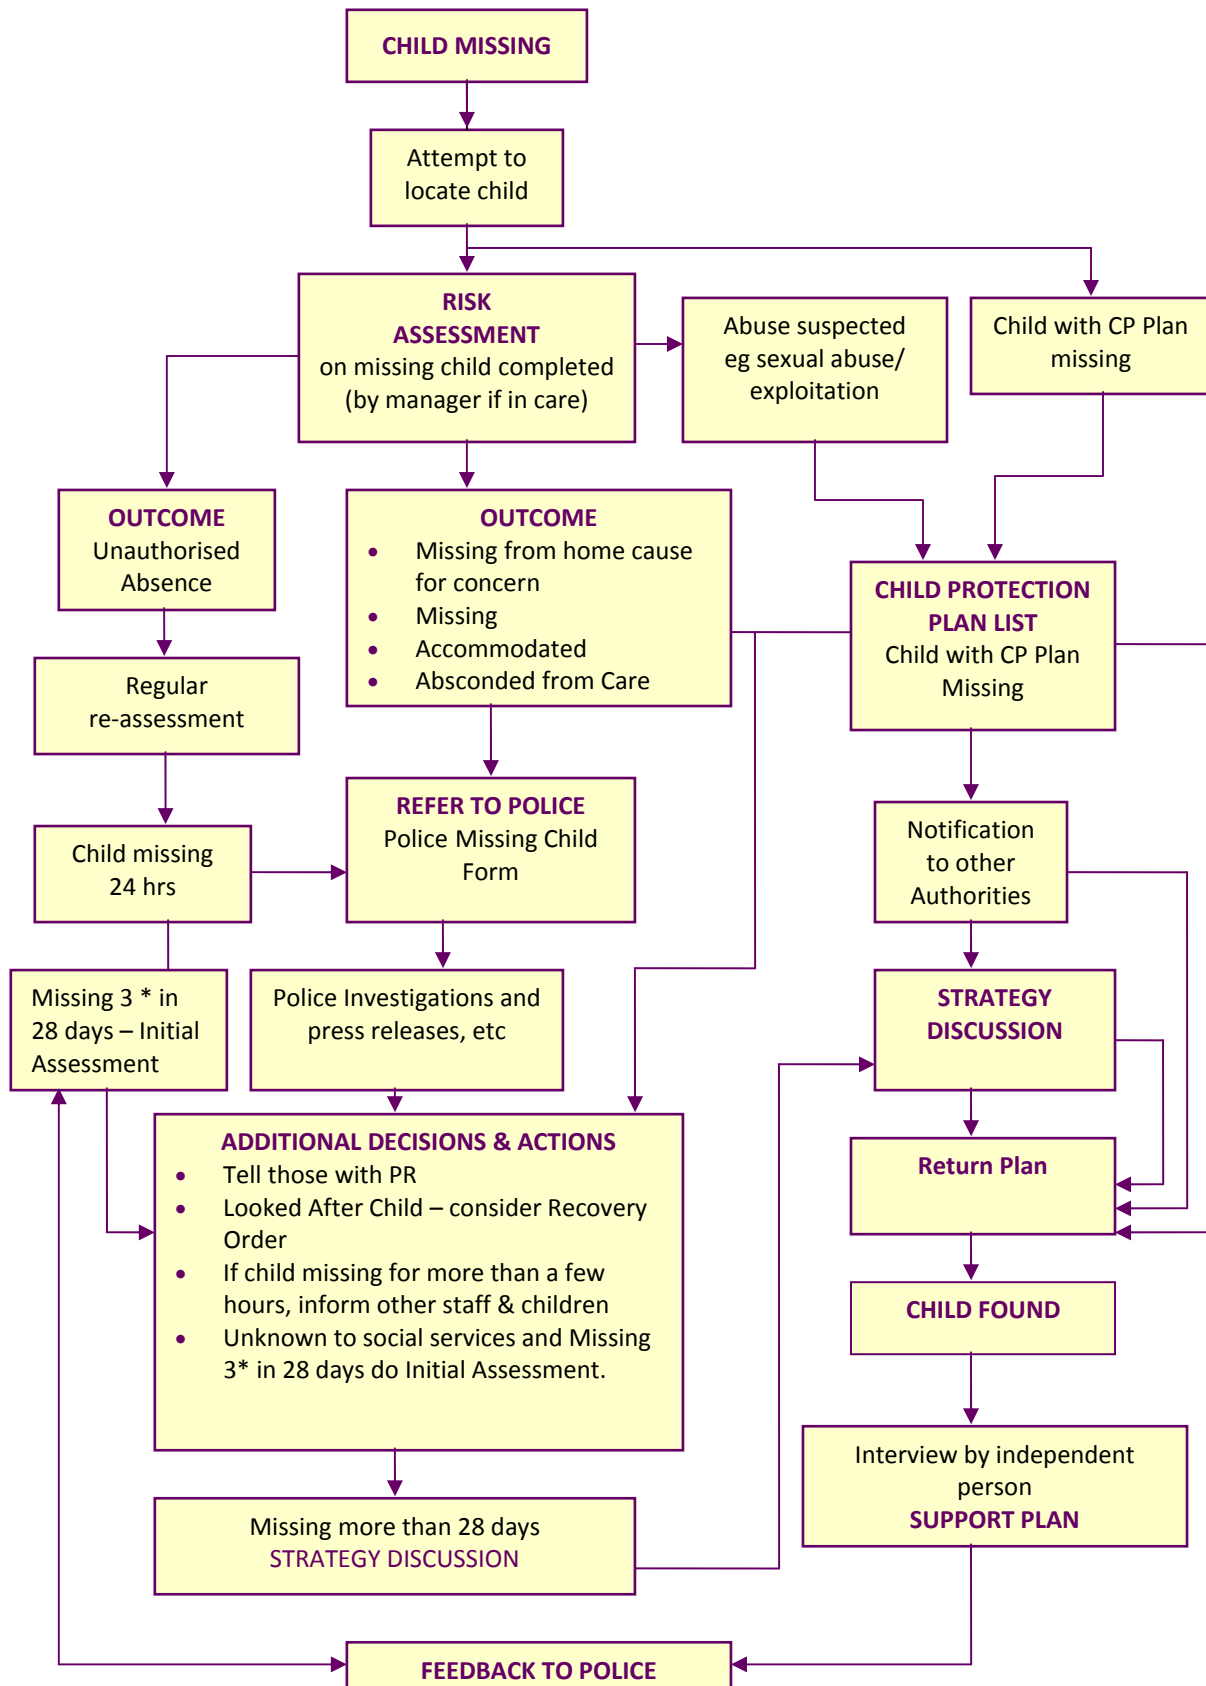 CHILD MISSING
Attempt to
locate child
RISK
ASSESSMENT
on missing child completed
(by manager if in care)
Abuse suspected
eg sexual abuse/
exploitation
Child with CP Plan
missing
OUTCOME
Unauthorised
Absence
OUTCOME
• Missing from home cause
for concern
• Missing
• Accommodated
• Absconded from Care
CHILD PROTECTION
PLAN LIST
Child with CP Plan
Missing
Regular
re-assessment
REFER TO POLICE
Police Missing Child
Form
Child missing
24 hrs
Notification
to other
Authorities
Missing 3 * in
28 days – Initial
Assessment
Police Investigations and
press releases, etc
STRATEGY
DISCUSSION
ADDITIONAL DECISIONS & ACTIONS
• Tell those with PR
• Looked After Child – consider Recovery
Order
• If child missing for more than a few
hours, inform other staff & children
• Unknown to social services and Missing
3* in 28 days do Initial Assessment.
Return Plan
CHILD FOUND
Interview by independent
person
SUPPORT PLAN
Missing more than 28 days
STRATEGY DISCUSSION
FEEDBACK TO POLICE